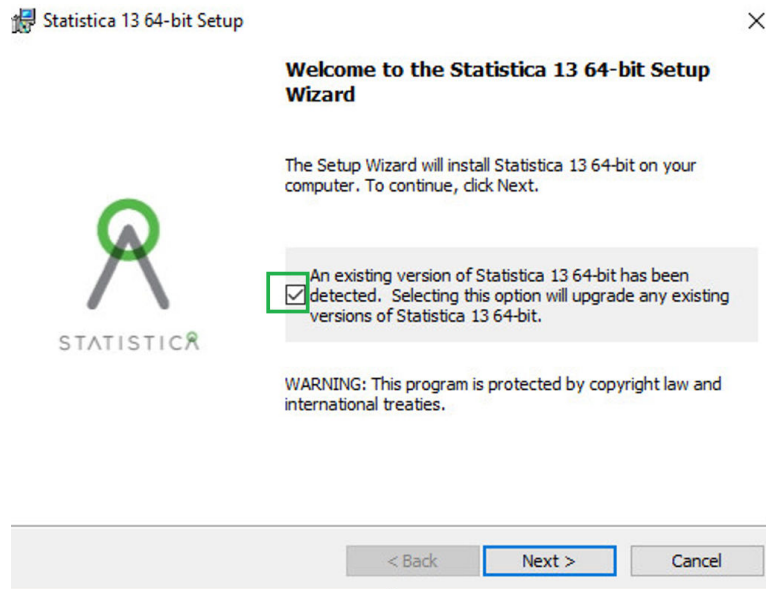 Statistica 13 64-bit Setup
Welcome to the Statistica 13 64-bit Setup
Wizard
The Setup Wizard will install Statistica 13 64-bit on your
computer. To continue, click Next.
An existing version of Statistica 13 64-bit has been
detected.  Selecting this option will upgrade any existing
versions of Statistica 13 64-bit.
STATISTICA
WARNING: This program is protected by copyright law and
international treaties.
< Back
Next >
Cancel